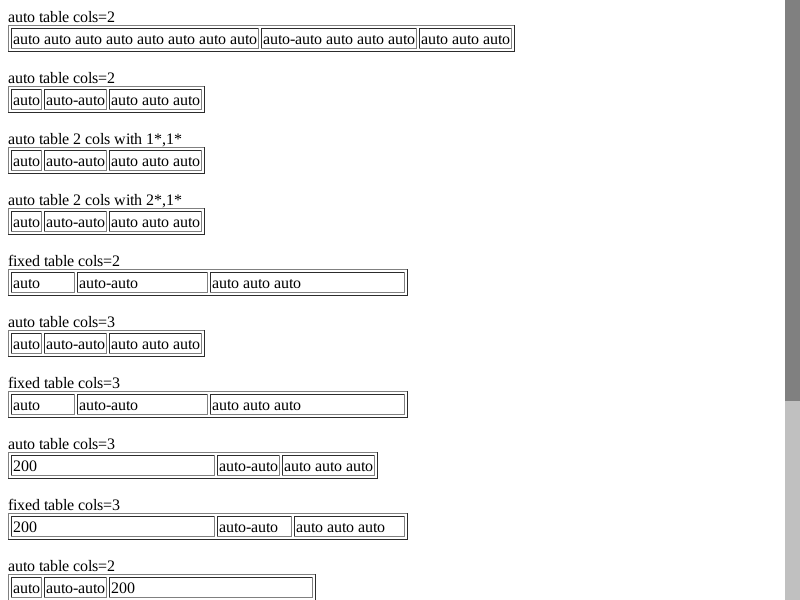 auto table cols=2
auto auto auto auto auto auto auto auto auto-auto auto auto auto auto auto auto
auto table cols=2
auto auto-auto auto auto auto
auto table 2 cols with 1*,1*
auto auto-auto auto auto auto
auto table 2 cols with 2*,1*
auto auto-auto auto auto auto
fixed table cols=2
auto auto-auto auto auto auto
auto table cols=3
auto auto-auto auto auto auto
fixed table cols=3
auto auto-auto auto auto auto
auto table cols=3
200 auto-auto auto auto auto
fixed table cols=3
200 auto-auto auto auto auto
auto table cols=2
auto auto-auto 200